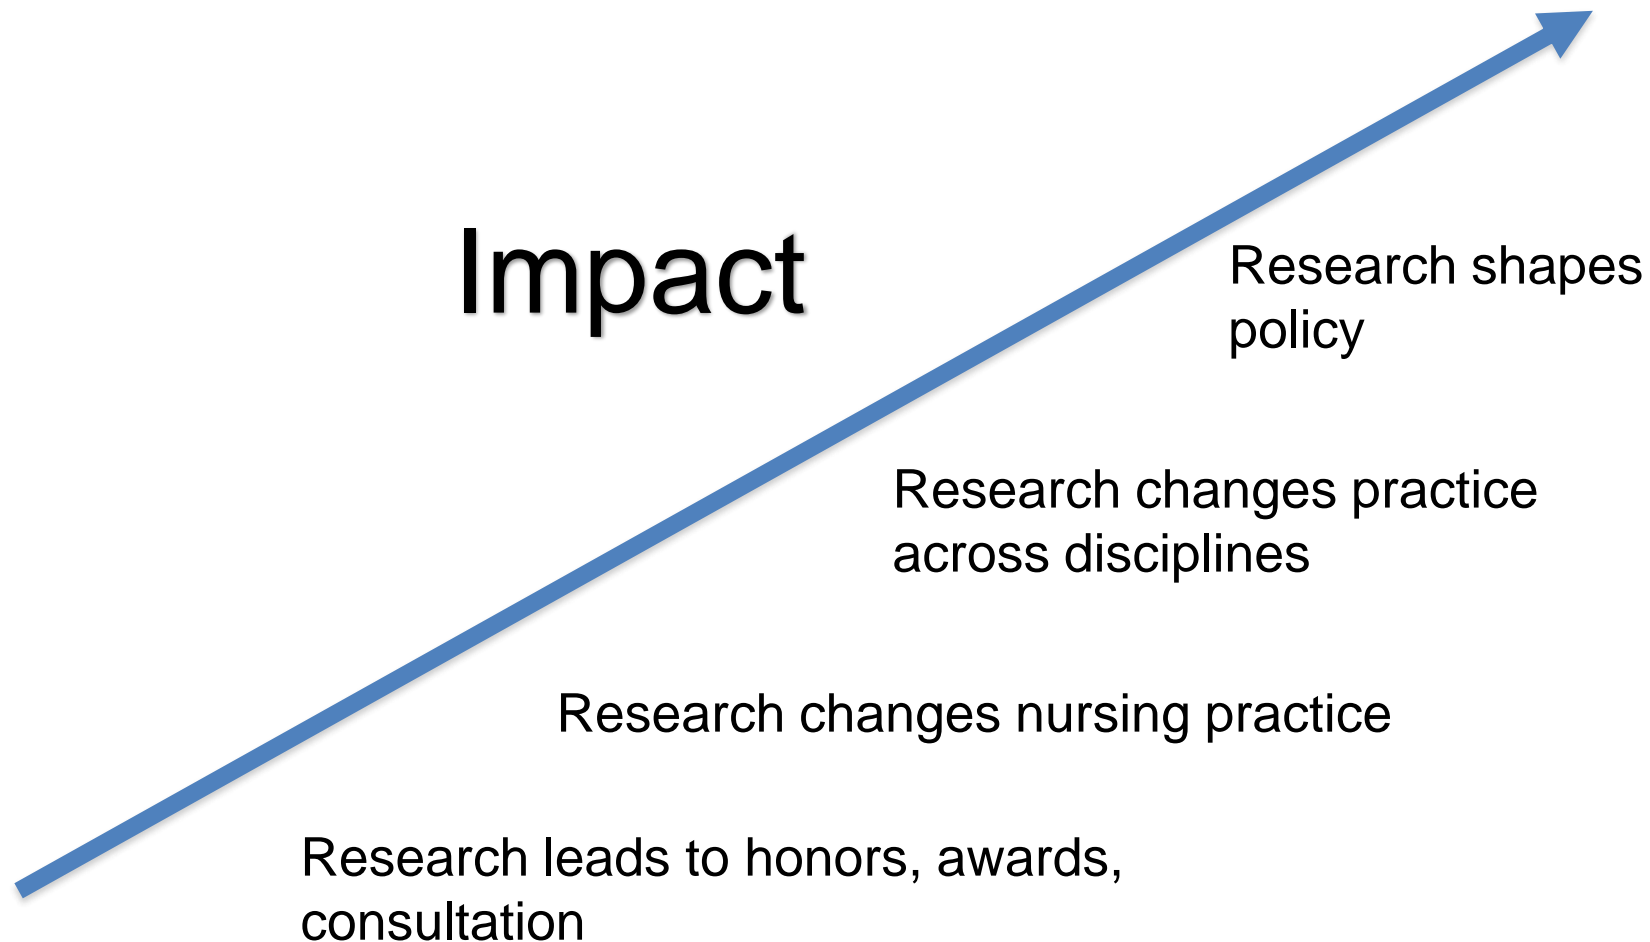 Impact
Research shapes
policy
Research changes practice
across disciplines
Research changes nursing practice
Research leads to honors, awards,
consultation